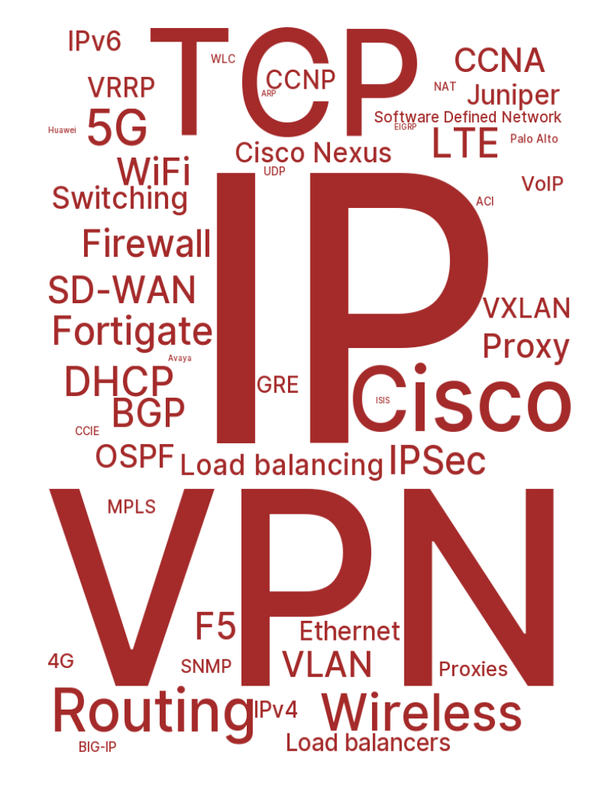 IPv6
TCP
WLC
CCNP
ARP
CCNA
VRRP
NAT
Juniper
Huawei
5G
Software Defined Network
EIGRP
LTE
Palo Alto
Cisco Nexus
WiFi
UDP
VoIP
Switching
ACI
IP
Firewall
SD-WAN
VXLAN
Fortigate
Proxy
Avaya
DHCP
GRE
Cisco
ISIS
BGP
CCIE
OSPF
Load balancing
IPSec
VPN
MPLS
F5
Ethernet
4G
SNMP
VLAN
Proxies
Routing
IPv4
Wireless
BIG-IP
Load balancers